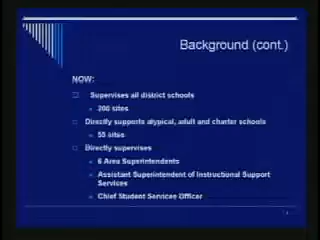 Background (cont.)
NOW:
Supervises all district schools
200 sites
Directly supports atypical, adult and charter schools
55 sites
Directly supervises
6 Area Superintendents
Assistant Superintendent of Instructional Support
Services
Chief Student Services Officer